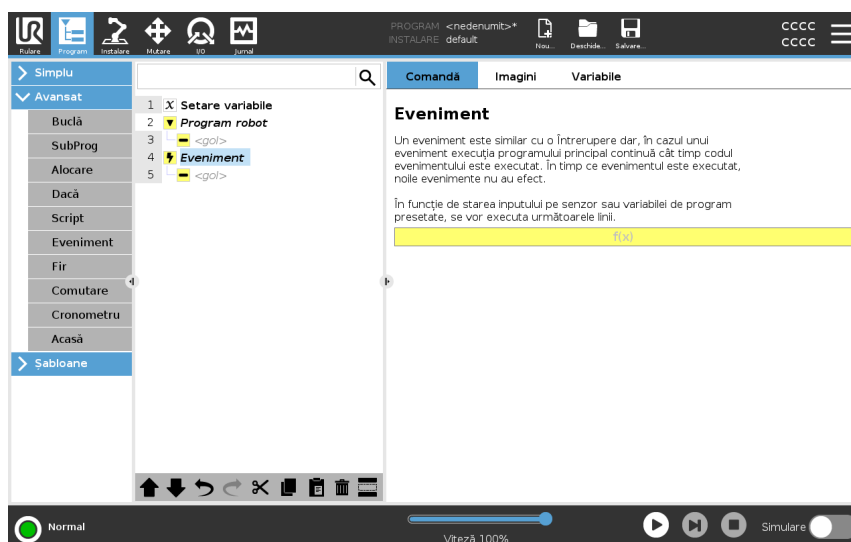 PROGRAM <nedenumit>*
INSTALARE default
CCCC
CCCC
Rulare
Program
Instalare
Mutare
I/O
Jurnal
Nou...
Deschide...
Salvare...
Simplu
Avansat
Buclă
SubProg
Alocare
Dacă
Script
Eveniment
Fir
Comutare
Cronometru
Acasă
Șabloane
1 X Setare variabile
2 Program robot
3 <gol>
4 Eveniment
5 <gol>
Comandă
Imagini
Variabile
Eveniment
Un eveniment este similar cu o Întrerupere dar, în cazul unui
eveniment execuția programului principal continuă cât timp codul
evenimentului este executat. În timp ce evenimentul este executat,
noile evenimente nu au efect.
În funcție de starea inputului pe senzor sau variabilei de program
presetate, se vor executa următoarele linii.
f(x)
Normal
Viteză 100%
Simulare